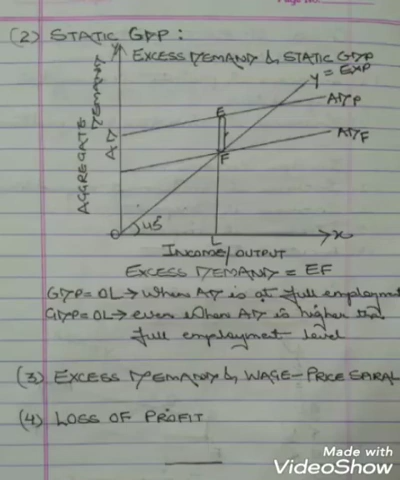 (2) STATIC GDP:
EXCESS DEMAND & STATIC GDP
Y = EXP
ADP
ADF
AGGREGATE DEMAND
AD
E
F
45°
O
L
X
INCOME/OUTPUT
EXCESS DEMAND = EF
GDP = OL → When AD is at full employment
GDP = OL → even when AD is higher
full employment level
(3) EXCESS DEMAND & WAGE-PRICE SPIRAL
(4) LOSS OF PROFIT
Made with
VideoShow